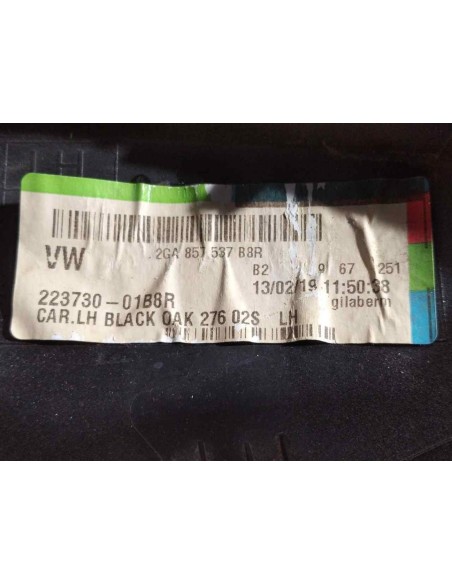 LH
2GA 857 537 B8R
VW
B2 9 67 251
223730-01B8R
13/02/19 11:50:38
gilaberm
CAR.LH BLACK OAK 276 02S LH